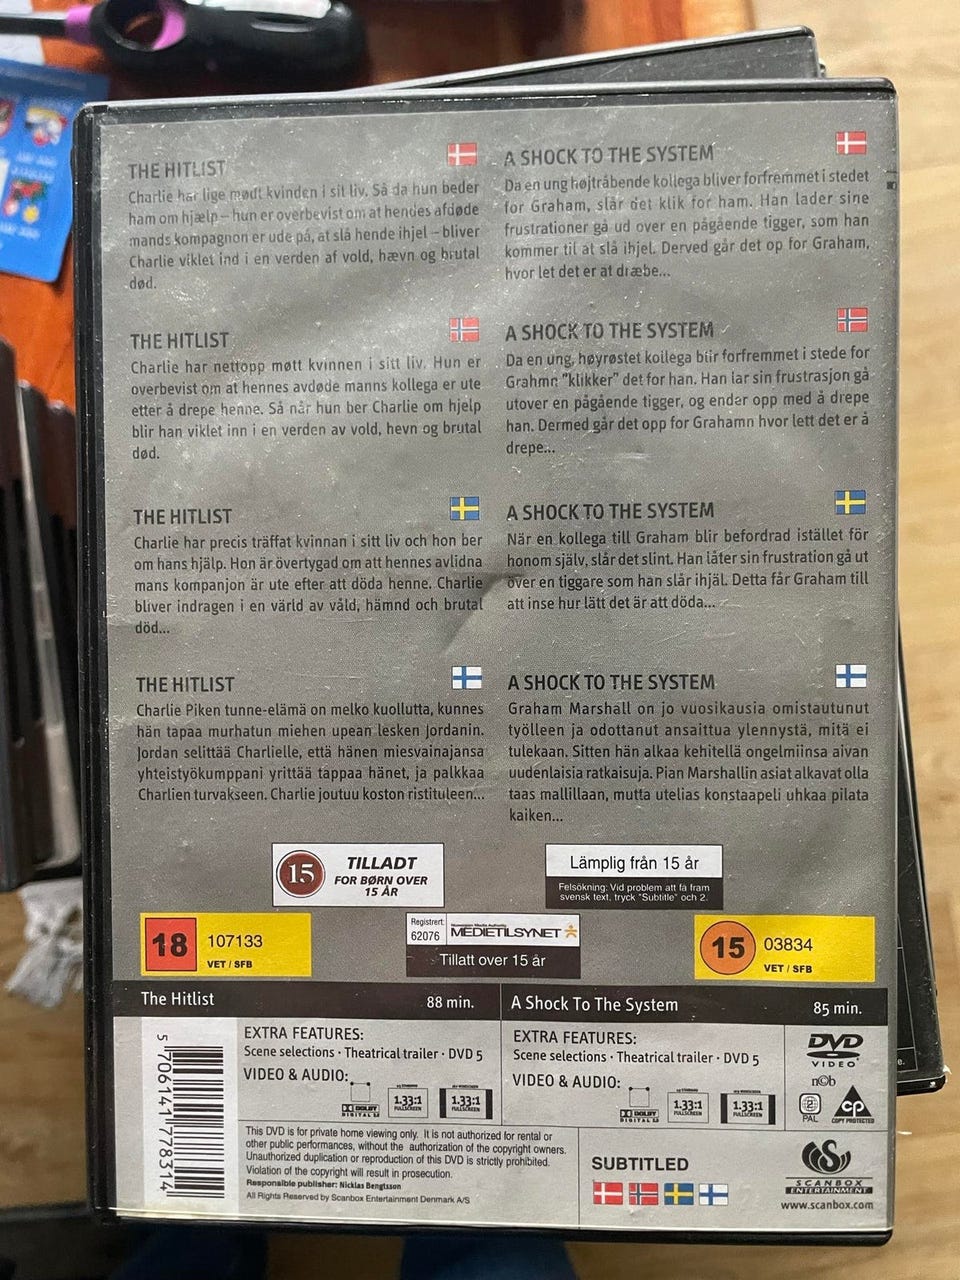 THE HITLIST
Charlie har lige mødt kvinden i sit liv. Så da hun beder
ham om hjælp – hun er overbevist om at hendes afdøde
mands kompagnon er ude på, at slå hende ihjel – bliver
Charlie viklet ind i en verden af vold, hævn og brutal
død.
A SHOCK TO THE SYSTEM
Da en ung højtråbende kollega bliver forfremmet i stedet
for Graham, slår det klik for ham. Han lader sine
frustrationer gå ud over en pågående tigger, som han
kommer til at slå ihjel. Derved går det op for Graham,
hvor let det er at dræbe...
THE HITLIST
Charlie har nettopp møtt kvinnen i sitt liv. Hun er
overbevist om at hennes avdøde manns kollega er ute
etter å drepe henne. Så når hun ber Charlie om hjelp
blir han viklet inn i en verden av vold, hevn og brutal
død.
A SHOCK TO THE SYSTEM
Da en ung, høyrøstet kollega blir forfremmet i stede for
Grahmn "klikker" det for han. Han lar sin frustrasjon gå
utover en pågående tigger, og ender opp med å drepe
han. Dermed går det opp for Grahamn hvor lett det er å
drepe...
THE HITLIST
Charlie har precis träffat kvinnan i sitt liv och hon ber
om hans hjälp. Hon är övertygad om att hennes avlidna
mans kompanjon är ute efter att döda henne. Charlie
bliver indragen i en värld av våld, hämnd och brutal
död...
A SHOCK TO THE SYSTEM
När en kollega till Graham blir befordrad istället för
honom själv, slår det slint. Han låter sin frustration gå ut
över en tiggare som han slår ihjäl. Detta får Graham till
att inse hur lätt det är att döda...
THE HITLIST
Charlie Piken tunne-elämä on melko kuollutta, kunnes
hän tapaa murhatun miehen upean lesken Jordanin.
Jordan selittää Charlielle, että hänen miesvainajansa
yhteistyökumppani yrittää tappaa hänet, ja palkkaa
Charlien turvakseen. Charlie joutuu koston ristituleen...
A SHOCK TO THE SYSTEM
Graham Marshall on jo vuosikausia omistautunut
työlleen ja odottanut ansaittua ylennystä, mitä ei
tulekaan. Sitten hän alkaa kehitellä ongelmiinsa aivan
uudenlaisia ratkaisuja. Pian Marshallin asiat alkavat olla
taas mallillaan, mutta utelias konstaapeli uhkaa pilata
kaiken...
15 TILLADT
FOR BØRN OVER
15 ÅR
Lämplig från 15 år
Felsökning: Vid problem att få fram
svensk text, tryck "Subtitle" och 2.
18 107133
VET / SFB
Registrert:
62076
MEDIETILSYNET
Tillatt over 15 år
15 03834
VET / SFB
The Hitlist 88 min.
A Shock To The System 85 min.
EXTRA FEATURES:
Scene selections · Theatrical trailer · DVD 5
VIDEO & AUDIO:
DOLBY
DIGITAL
1.33:1
FULLSCREEN
1.33:1
FULLSCREEN
EXTRA FEATURES:
Scene selections · Theatrical trailer · DVD 5
VIDEO & AUDIO:
DOLBY
DIGITAL
1.33:1
FULLSCREEN
1.33:1
FULLSCREEN
DVD
VIDEO
n©b
2
PAL
CP
COPY PROTECTED
5 706141 778314
This DVD is for private home viewing only. It is not authorized for rental or
other public performances, without the authorization of the copyright owners.
Unauthorized duplication or reproduction of this DVD is strictly prohibited.
Violation of the copyright will result in prosecution.
Responsible publisher: Nicklas Bengtsson
All Rights Reserved by Scanbox Entertainment Denmark A/S
SUBTITLED
SCANBOX
ENTERTAINMENT
www.scanbox.com